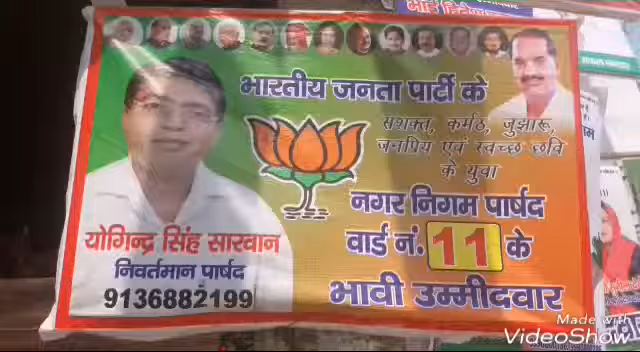 भाई हितेश
भारतीय जनता पार्टी के
सशक्त, कर्मठ, जुझारू,
जनप्रिय एवं स्वच्छ छवि
के युवा
नगर निगम पार्षद
वार्ड नं. 11 के
भावी उम्मीदवार
योगिन्द्र सिंह सारवान
निवर्तमान पार्षद
9136882199
Made with
VideoShow